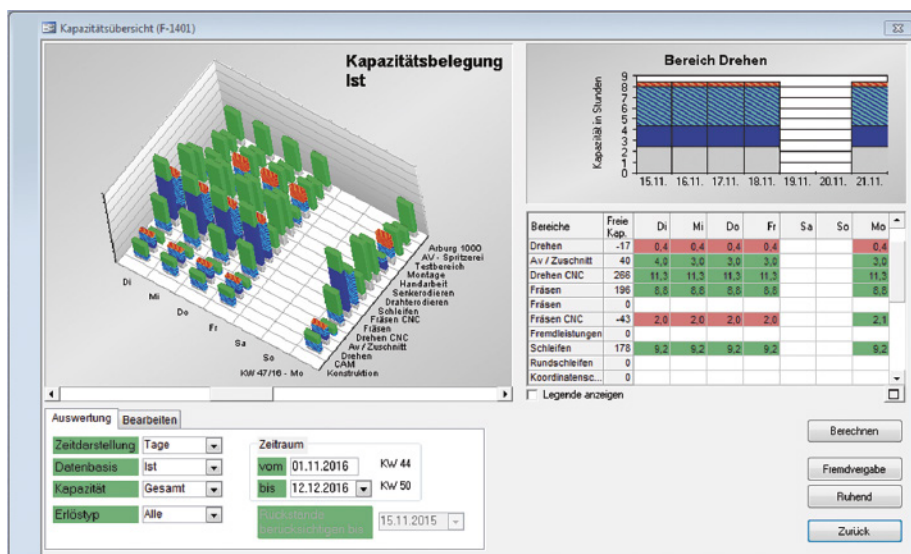 Kapazitätsübersicht (F-1401)
Kapazitätsbelegung
Ist
Di
Mi
Do
Fr
Sa
So
KW 47/16 - Mo
Arburg 1000
AV - Spritzerei
Testbereich
Montage
Handarbeit
Senkerodieren
Drahterodieren
Schleifen
Fräsen CNC
Fräsen
Drehen CNC
Av / Zuschnitt
Drehen
CAM
Konstruktion
Bereich Drehen
Kapazität in Stunden
9
8
7
6
5
4
3
2
1
0
15.11. 16.11. 17.11. 18.11. 19.11. 20.11. 21.11.
Bereiche Freie Kap. Di Mi Do Fr Sa So Mo
Drehen -17 0,4 0,4 0,4 0,4 0,4
Av / Zuschnitt 40 4,0 3,0 3,0 3,0 3,0
Drehen CNC 266 11,3 11,3 11,3 11,3 11,3
Fräsen 196 8,8 8,8 8,8 8,8 8,8
Fräsen 0
Fräsen CNC -43 2,0 2,0 2,0 2,0 2,1
Fremdleistungen 0
Schleifen 178 9,2 9,2 9,2 9,2 9,2
Rundschleifen 0
Koordinatensc... 0
Legende anzeigen
Auswertung Bearbeiten
Zeitderstellung Tage
Datenbasis Ist
Kapazität Gesamt
Erlöstyp Alle
Zeitraum
vom 01.11.2016 KW 44
bis 12.12.2016 KW 50
Rückstände
berücksichtigen bis 15.11.2015
Berechnen
Fremdvergabe
Ruhend
Zurück